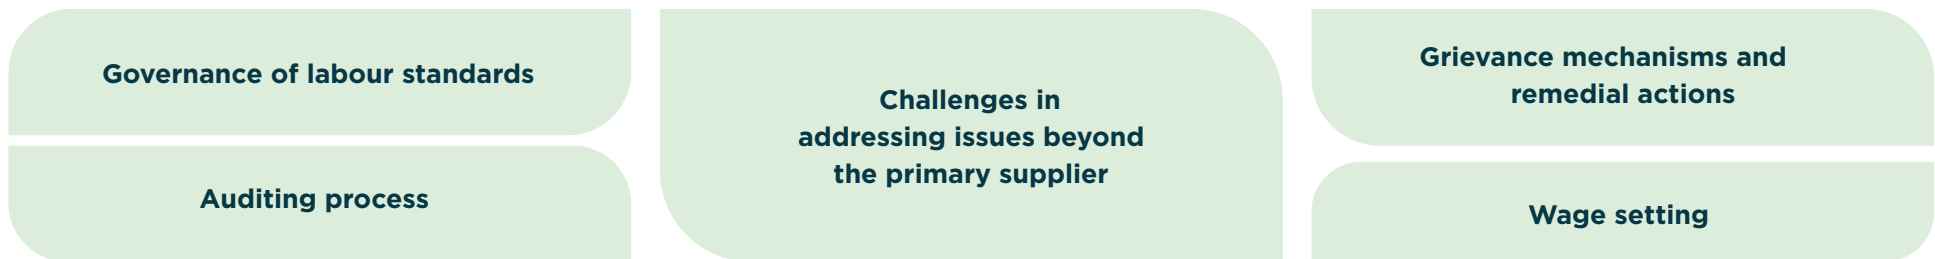 Governance of labour standards
Auditing process
Challenges in
addressing issues beyond
the primary supplier
Grievance mechanisms and
remedial actions
Wage setting